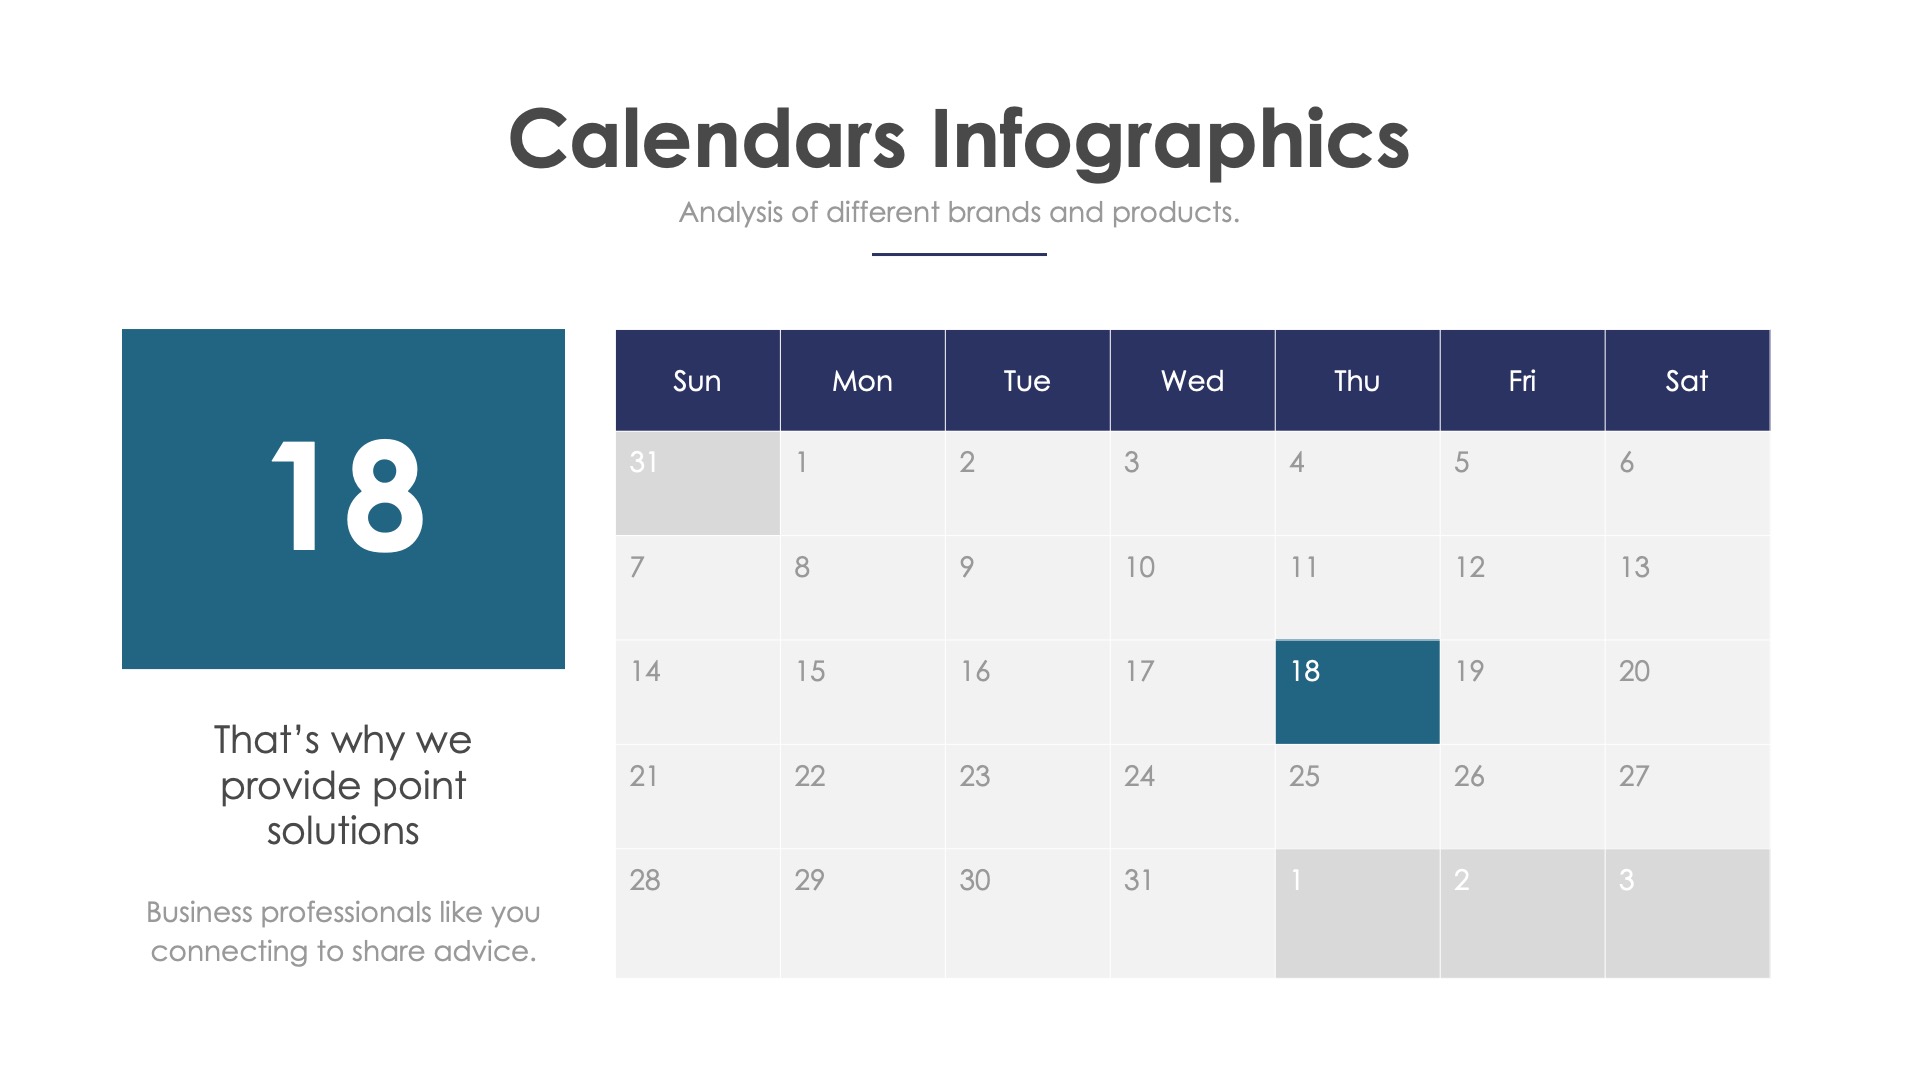 Calendars Infographics
Analysis of different brands and products.
18
That’s why we
provide point
solutions
Business professionals like you
connecting to share advice.
Sun Mon Tue Wed Thu Fri Sat
31 1 2 3 4 5 6
7 8 9 10 11 12 13
14 15 16 17 18 19 20
21 22 23 24 25 26 27
28 29 30 31 1 2 3